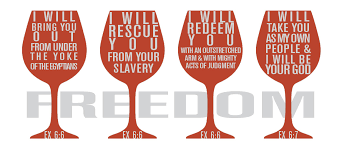 I WILL
BRING YOU
OUT
FROM UNDER
THE YOKE
OF THE EGYPTIANS
EX. 6:6
I WILL
RESCUE
YOU
FROM YOUR
SLAVERY
EX. 6:6
I WILL
REDEEM
YOU
WITH AN OUTSTRETCHED
ARM & WITH MIGHTY
ACTS OF JUDGMENT
EX. 6:6
I WILL
TAKE YOU
AS MY OWN
PEOPLE &
I WILL BE
YOUR GOD
EX. 6:7
FREEDOM